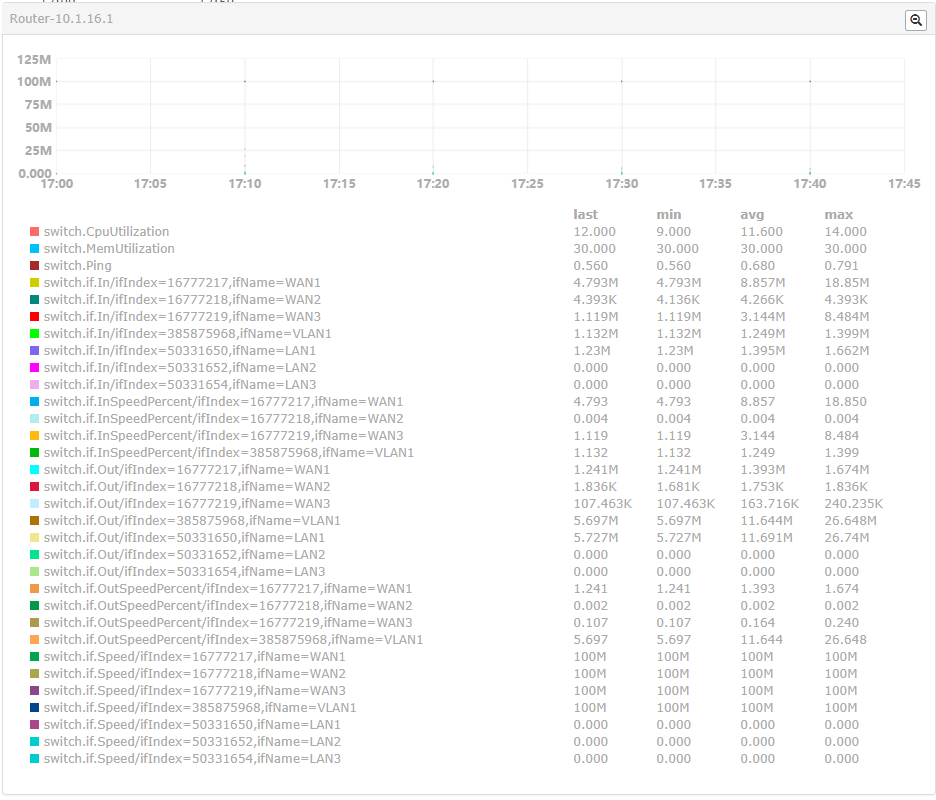 Router-10.1.16.1
125M
100M
75M
50M
25M
0.000
17:00 17:05 17:10 17:15 17:20 17:25 17:30 17:35 17:40 17:45
last min avg max
switch.CpuUtilization 12.000 9.000 11.600 14.000
switch.MemUtilization 30.000 30.000 30.000 30.000
switch.Ping 0.560 0.560 0.680 0.791
switch.if.In/ifIndex=16777217,ifName=WAN1 4.793M 4.793M 8.857M 18.85M
switch.if.In/ifIndex=16777218,ifName=WAN2 4.393K 4.136K 4.266K 4.393K
switch.if.In/ifIndex=16777219,ifName=WAN3 1.119M 1.119M 3.144M 8.484M
switch.if.In/ifIndex=385875968,ifName=VLAN1 1.132M 1.132M 1.249M 1.399M
switch.if.In/ifIndex=50331650,ifName=LAN1 1.23M 1.23M 1.395M 1.662M
switch.if.In/ifIndex=50331652,ifName=LAN2 0.000 0.000 0.000 0.000
switch.if.In/ifIndex=50331654,ifName=LAN3 0.000 0.000 0.000 0.000
switch.if.InSpeedPercent/ifIndex=16777217,ifName=WAN1 4.793 4.793 8.857 18.850
switch.if.InSpeedPercent/ifIndex=16777218,ifName=WAN2 0.004 0.004 0.004 0.004
switch.if.InSpeedPercent/ifIndex=16777219,ifName=WAN3 1.119 1.119 3.144 8.484
switch.if.InSpeedPercent/ifIndex=385875968,ifName=VLAN1 1.132 1.132 1.249 1.399
switch.if.Out/ifIndex=16777217,ifName=WAN1 1.241M 1.241M 1.393M 1.674M
switch.if.Out/ifIndex=16777218,ifName=WAN2 1.836K 1.681K 1.753K 1.836K
switch.if.Out/ifIndex=16777219,ifName=WAN3 107.463K 107.463K 163.716K 240.235K
switch.if.Out/ifIndex=385875968,ifName=VLAN1 5.697M 5.697M 11.644M 26.648M
switch.if.Out/ifIndex=50331650,ifName=LAN1 5.727M 5.727M 11.691M 26.74M
switch.if.Out/ifIndex=50331652,ifName=LAN2 0.000 0.000 0.000 0.000
switch.if.Out/ifIndex=50331654,ifName=LAN3 0.000 0.000 0.000 0.000
switch.if.OutSpeedPercent/ifIndex=16777217,ifName=WAN1 1.241 1.241 1.393 1.674
switch.if.OutSpeedPercent/ifIndex=16777218,ifName=WAN2 0.002 0.002 0.002 0.002
switch.if.OutSpeedPercent/ifIndex=16777219,ifName=WAN3 0.107 0.107 0.164 0.240
switch.if.OutSpeedPercent/ifIndex=385875968,ifName=VLAN1 5.697 5.697 11.644 26.648
switch.if.Speed/ifIndex=16777217,ifName=WAN1 100M 100M 100M 100M
switch.if.Speed/ifIndex=16777218,ifName=WAN2 100M 100M 100M 100M
switch.if.Speed/ifIndex=16777219,ifName=WAN3 100M 100M 100M 100M
switch.if.Speed/ifIndex=385875968,ifName=VLAN1 100M 100M 100M 100M
switch.if.Speed/ifIndex=50331650,ifName=LAN1 0.000 0.000 0.000 0.000
switch.if.Speed/ifIndex=50331652,ifName=LAN2 0.000 0.000 0.000 0.000
switch.if.Speed/ifIndex=50331654,ifName=LAN3 0.000 0.000 0.000 0.000